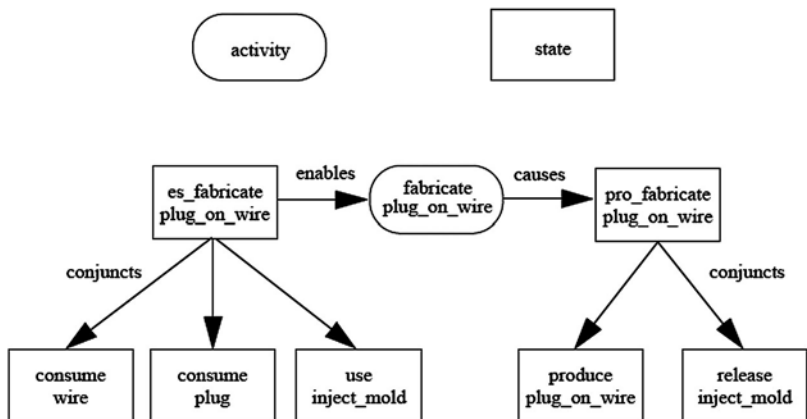 activity
state
enables
causes
es_fabricate
plug_on_wire
fabricate
plug_on_wire
pro_fabricate
plug_on_wire
conjuncts
conjuncts
consume
wire
consume
plug
use
inject_mold
produce
plug_on_wire
release
inject_mold